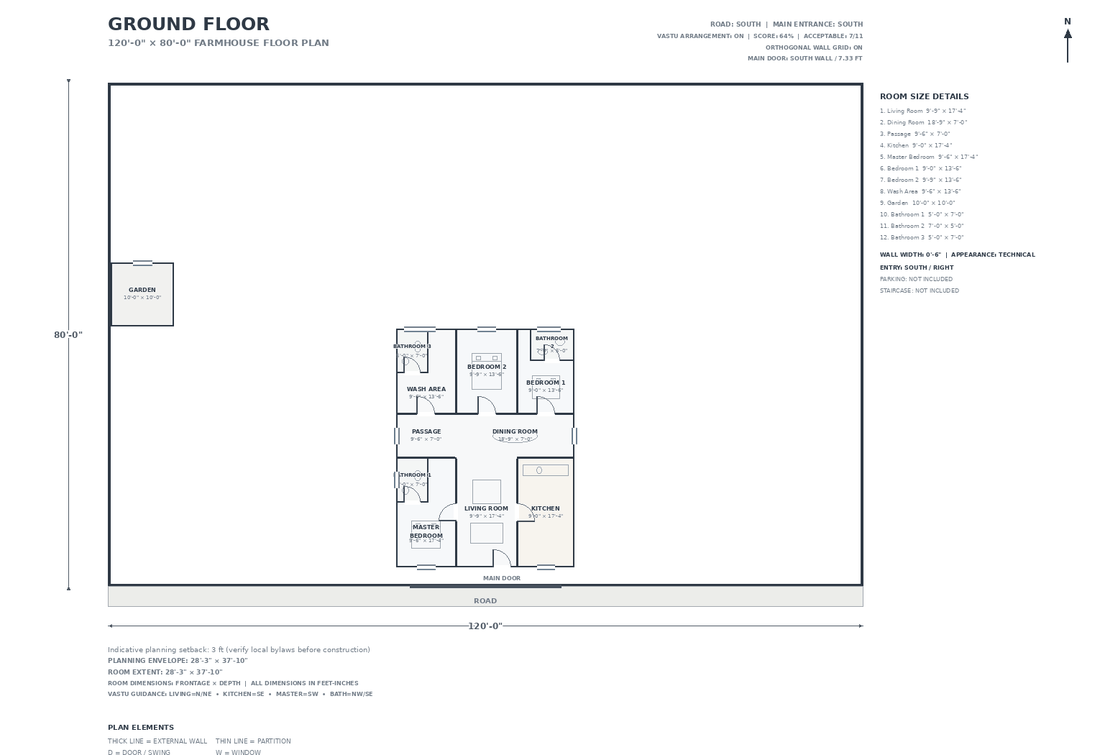 GROUND FLOOR
120'-0" × 80'-0" FARMHOUSE FLOOR PLAN
ROAD: SOUTH | MAIN ENTRANCE: SOUTH
VASTU ARRANGEMENT: ON | SCORE: 64% | ACCEPTABLE: 7/11
ORTHOGONAL WALL GRID: ON
MAIN DOOR: SOUTH WALL / 7.33 FT
N
ROOM SIZE DETAILS
1. Living Room 9'-9" × 17'-4"
2. Dining Room 18'-9" × 7'-0"
3. Passage 9'-6" × 7'-0"
4. Kitchen 9'-0" × 17'-4"
5. Master Bedroom 9'-6" × 17'-4"
6. Bedroom 1 9'-0" × 13'-6"
7. Bedroom 2 9'-9" × 13'-6"
8. Wash Area 9'-6" × 13'-6"
9. Garden 10'-0" × 10'-0"
10. Bathroom 1 5'-0" × 7'-0"
11. Bathroom 2 7'-0" × 5'-0"
12. Bathroom 3 5'-0" × 7'-0"
WALL WIDTH: 0'-6" | APPEARANCE: TECHNICAL
ENTRY: SOUTH / RIGHT
PARKING: NOT INCLUDED
STAIRCASE: NOT INCLUDED
80'-0"
GARDEN
10'-0" × 10'-0"
BATHROOM 3
BEDROOM 2
9'-9" × 13'-6"
BATHROOM
2
WASH AREA
9'-6" × 13'-6"
BEDROOM 1
9'-0" × 13'-6"
PASSAGE
9'-6" × 7'-0"
DINING ROOM
18'-9" × 7'-0"
LIVING ROOM
9'-9" × 17'-4"
KITCHEN
9'-0" × 17'-4"
MASTER
BEDROOM
9'-6" × 17'-4"
MAIN DOOR
ROAD
120'-0"
Indicative planning setback: 3 ft (verify local bylaws before construction)
PLANNING ENVELOPE: 28'-3" × 37'-10"
ROOM EXTENT: 28'-3" × 37'-10"
ROOM DIMENSIONS: FRONTAGE × DEPTH | ALL DIMENSIONS IN FEET-INCHES
VASTU GUIDANCE: LIVING=N/NE • KITCHEN=SE • MASTER=SW • BATH=NW/SE
PLAN ELEMENTS
THICK LINE = EXTERNAL WALL THIN LINE = PARTITION
D = DOOR / SWING W = WINDOW